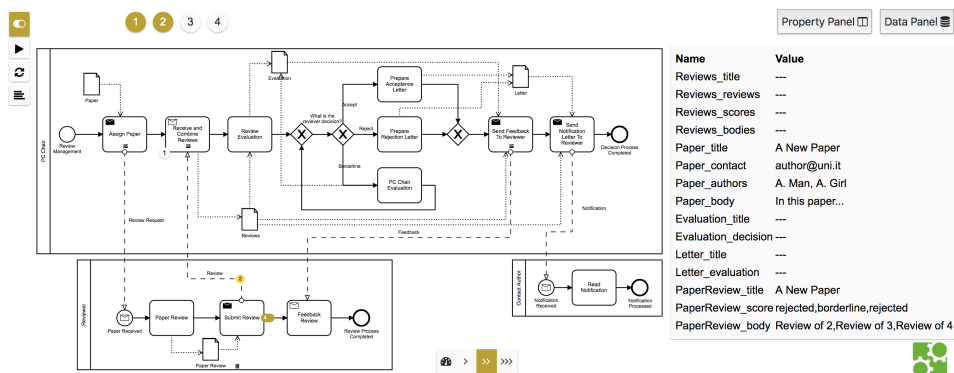 1 2 3 4
Property Panel
Data Panel
Name Value
Reviews_title ---
Reviews_reviews ---
Reviews_scores ---
Reviews_bodies ---
Paper_title A New Paper
Paper_contact author@uni.it
Paper_authors A. Man, A. Girl
Paper_body In this paper...
Evaluation_title ---
Evaluation_decision ---
Letter_title ---
Letter_evaluation ---
PaperReview_title A New Paper
PaperReview_score rejected,borderline,rejected
PaperReview_body Review of 2,Review of 3,Review of 4
PC Chair
Paper
Evaluation
Letter
Review
Management
Assign Paper
Receive and
Combine
Reviews
1
Review
Evaluation
What is the
reviewer decision?
Accept
Reject
Borderline
Prepare
Acceptance
Letter
Prepare
Rejection Letter
PC Chair
Evaluation
Send Feedback
To Reviewer
Send
Notification
Letter To
Reviewer
Decision Process
Completed
Reviews
Review Request
Review
2
Feedback
Notification
Reviewer
Paper Received
Paper Review
Submit Review
Feedback
Review
Review Process
Completed
Paper Review
Contact Author
Notification
Received
Read
Notification
Notification
Processed